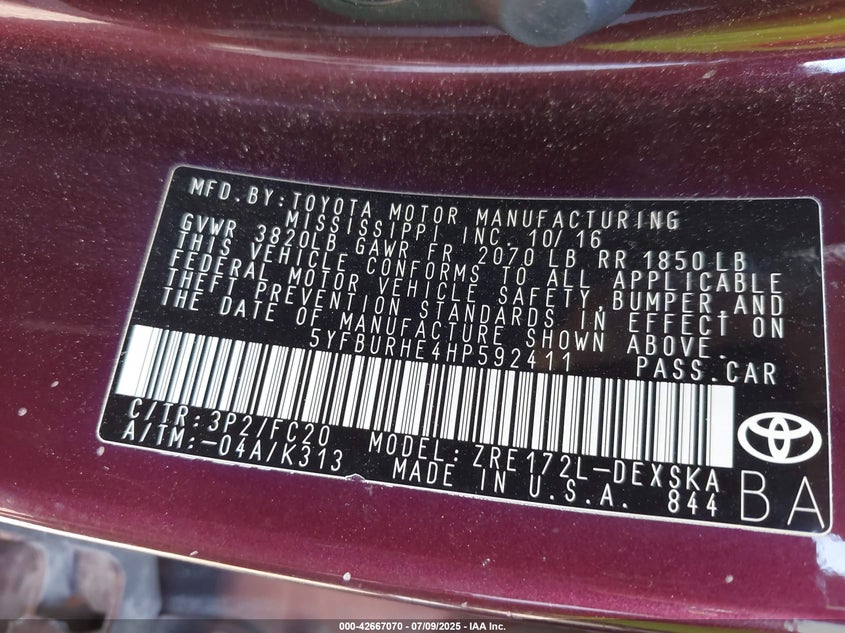 MFD.BY:TOYOTA MOTOR MANUFACTURING
MISSISSIPPI INC. 10/16
GVWR 3820LB GAWR FR 2070 LB RR 1850 LB
THIS VEHICLE CONFORMS TO ALL APPLICABLE
FEDERAL MOTOR VEHICLE SAFETY,BUMPER,AND
THEFT PREVENTION STANDARDS IN EFFECT ON
THE DATE OF MANUFACTURE SHOWN ABOVE.
5YFBURHE4HP592411 PASS.CAR
C/TR:3P2/FC20 MODEL:ZRE172L-DEXSKA
A/TM:-04A/K313 MADE IN U.S.A. 844
BA
000-42667070 - 07/09/2025 - IAA Inc.